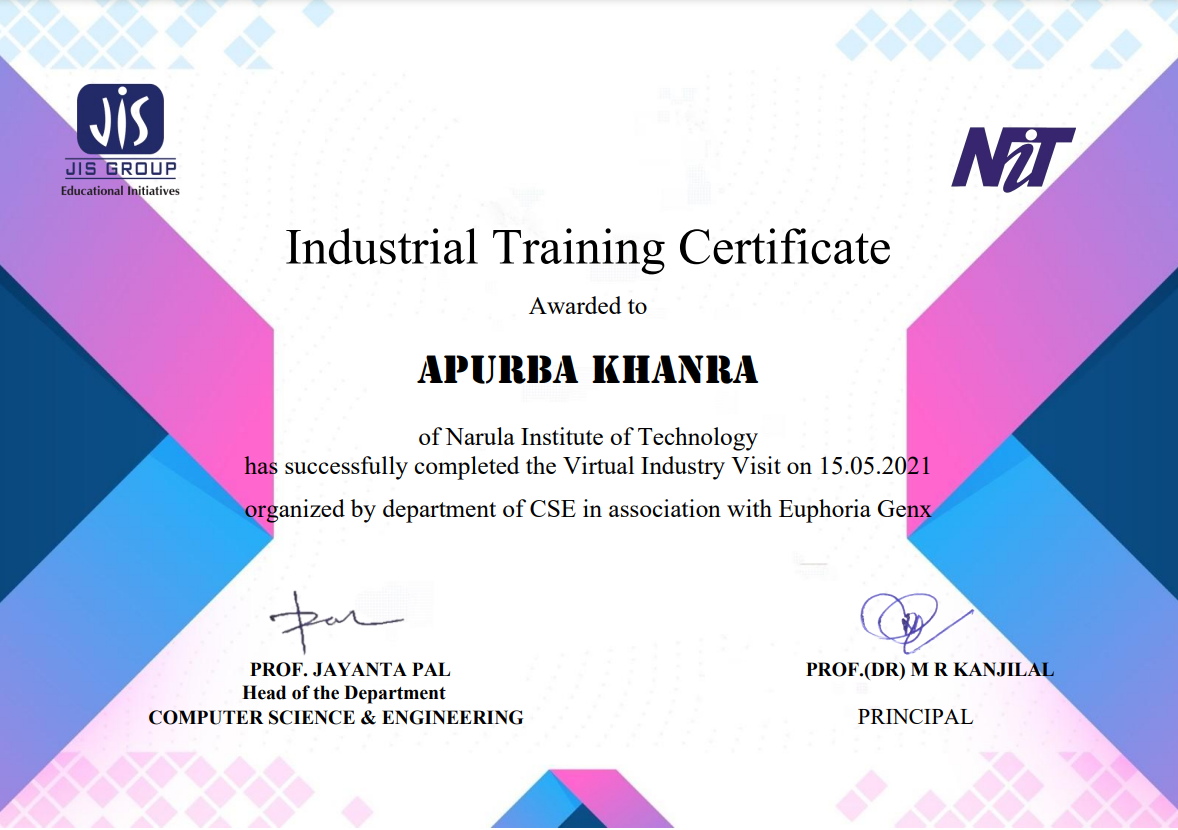 JiS
JIS GROUP
Educational Initiatives
NiT
Industrial Training Certificate
Awarded to
APURBA KHANRA
of Narula Institute of Technology
has successfully completed the Virtual Industry Visit on 15.05.2021
organized by department of CSE in association with Euphoria Genx
Pal
PROF. JAYANTA PAL
Head of the Department
COMPUTER SCIENCE & ENGINEERING
PROF.(DR) M R KANJILAL
PRINCIPAL